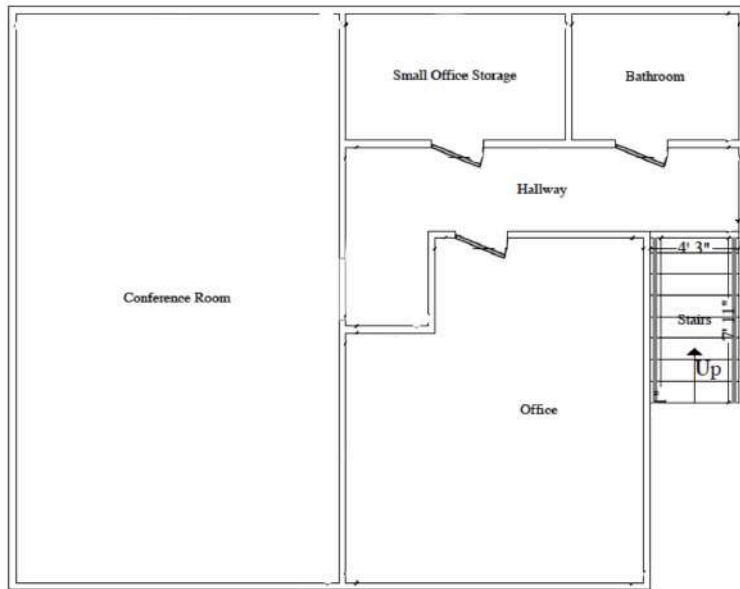 Small Office Storage
Bathroom
Hallway
4' 3"
Conference Room
Stairs
7' 11"
Up
Office